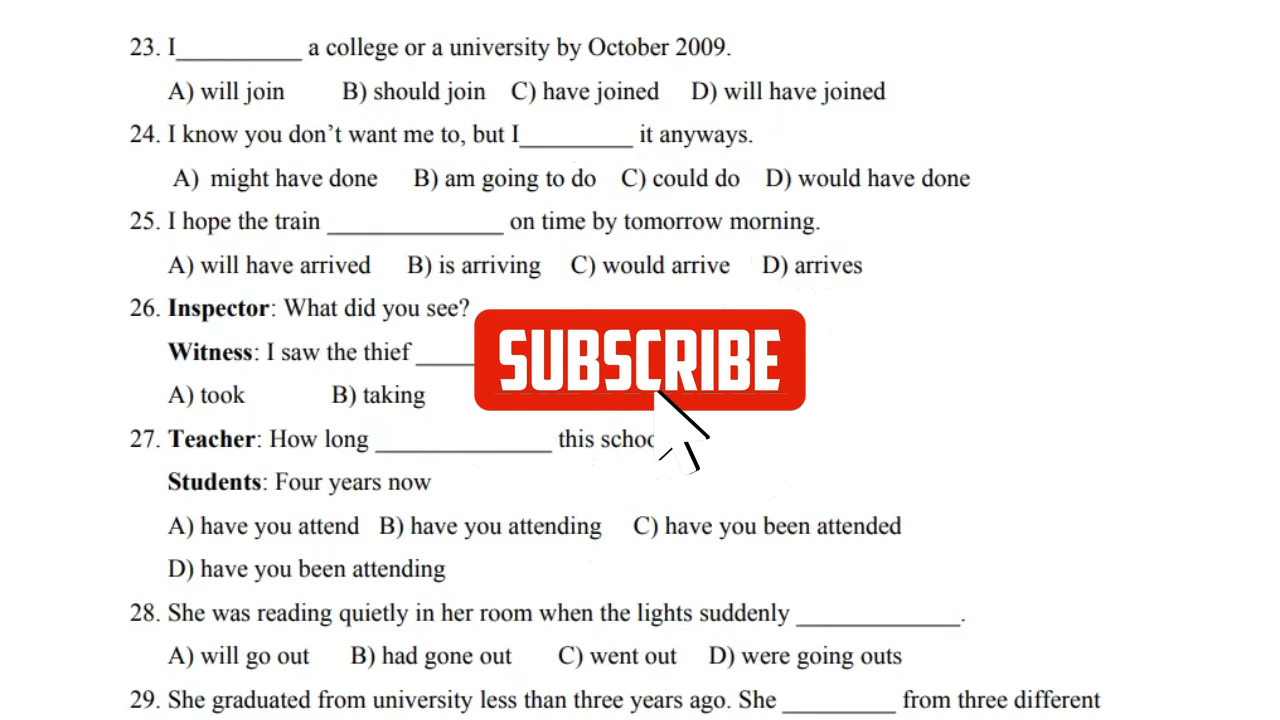 23. I__________ a college or a university by October 2009.
A) will join B) should join C) have joined D) will have joined
24. I know you don’t want me to, but I_________ it anyways.
A) might have done B) am going to do C) could do D) would have done
25. I hope the train ______________ on time by tomorrow morning.
A) will have arrived B) is arriving C) would arrive D) arrives
26. Inspector: What did you see?
Witness: I saw the thief _____
SUBSCRIBE
A) took B) taking
27. Teacher: How long ______________ this
Students: Four years now
A) have you attend B) have you attending C) have you been attended
D) have you been attending
28. She was reading quietly in her room when the lights suddenly _____________.
A) will go out B) had gone out C) went out D) were going outs
29. She graduated from university less than three years ago. She _________ from three different